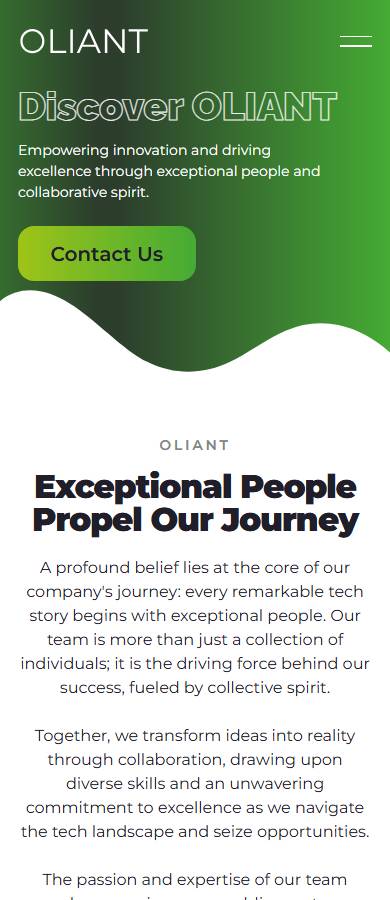 OLIANT
Discover OLIANT
Empowering innovation and driving
excellence through exceptional people and
collaborative spirit.
Contact Us
OLIANT
Exceptional People
Propel Our Journey
A profound belief lies at the core of our
company's journey: every remarkable tech
story begins with exceptional people. Our
team is more than just a collection of
individuals; it is the driving force behind our
success, fueled by collective spirit.
Together, we transform ideas into reality
through collaboration, drawing upon
diverse skills and an unwavering
commitment to excellence as we navigate
the tech landscape and seize opportunities.
The passion and expertise of our team